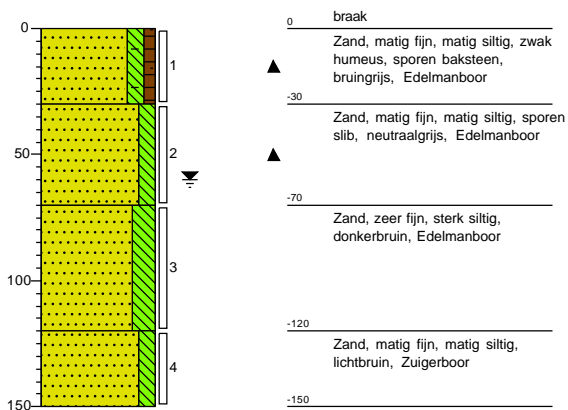 0
50
100
150
1
2
3
4
0
braak
Zand, matig fijn, matig siltig, zwak
humeus, sporen baksteen,
bruingrijs, Edelmanboor
-30
Zand, matig fijn, matig siltig, sporen
slib, neutraalgrijs, Edelmanboor
-70
Zand, zeer fijn, sterk siltig,
donkerbruin, Edelmanboor
-120
Zand, matig fijn, matig siltig,
lichtbruin, Zuigerboor
-150